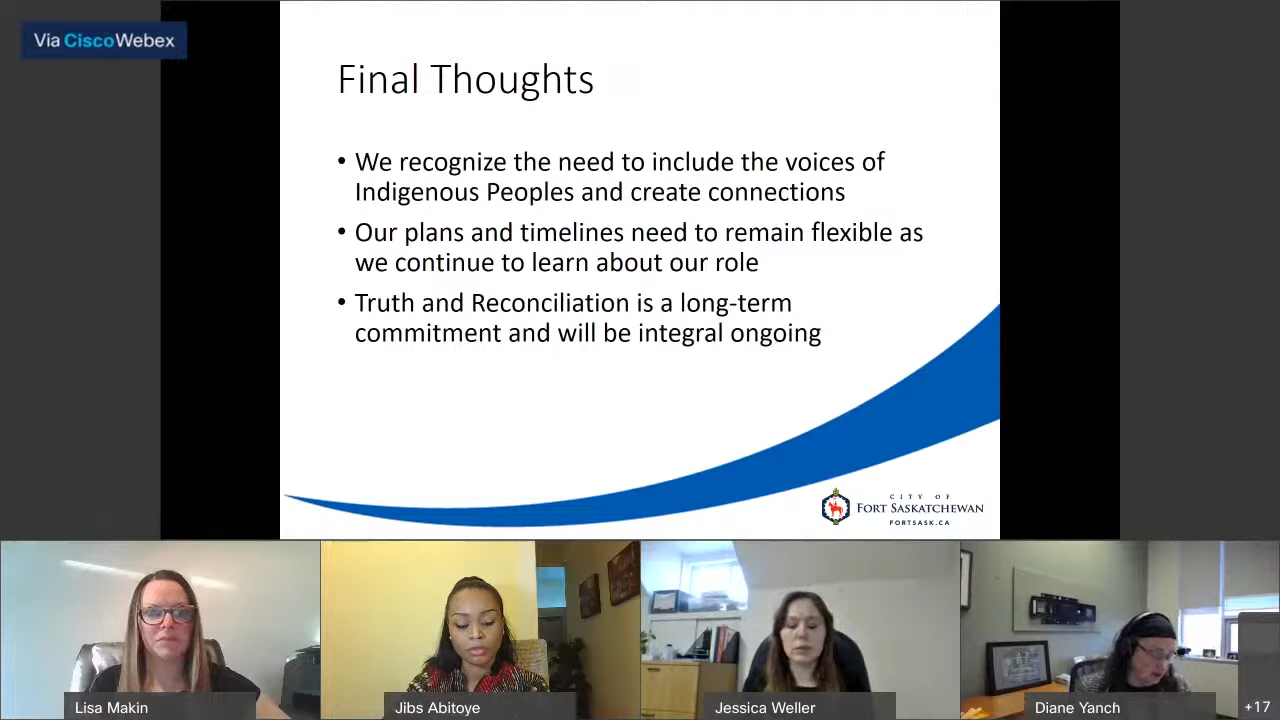 Via CiscoWebex
Final Thoughts
• We recognize the need to include the voices of
Indigenous Peoples and create connections
• Our plans and timelines need to remain flexible as
we continue to learn about our role
• Truth and Reconciliation is a long-term
commitment and will be integral ongoing
CITY OF
FORT SASKATCHEWAN
FORTSASK.CA
Lisa Makin
Jibs Abitoye
Jessica Weller
Diane Yanch
+17